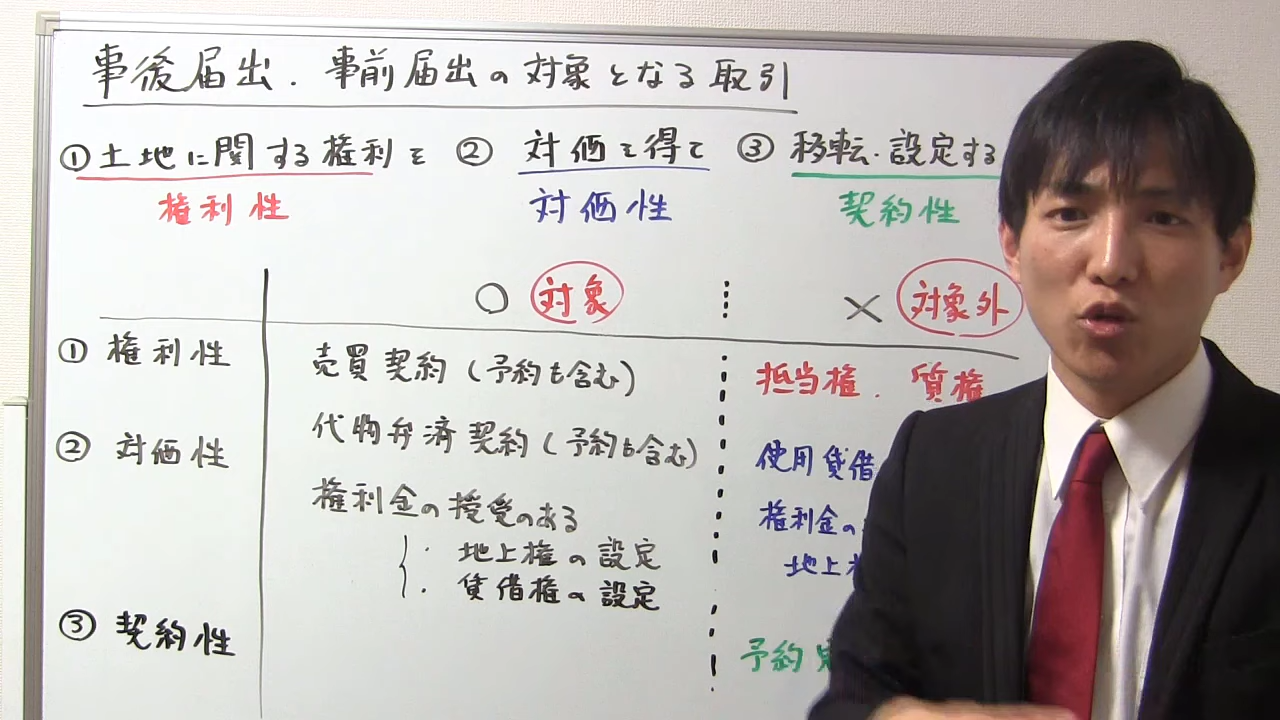 事後届出・事前届出の対象となる取引
①土地に関する権利を ② 対価を得て ③ 移転・設定する
権利性 対価性 契約性
○ 対象 × 対象外
① 権利性 売買契約(予約も含む) 抵当権・質権
② 対価性 代物弁済契約(予約も含む) 使用貸借
権利金の授受のある 権利金の
・地上権の設定 地上
・賃借権の設定
③ 契約性 予約完